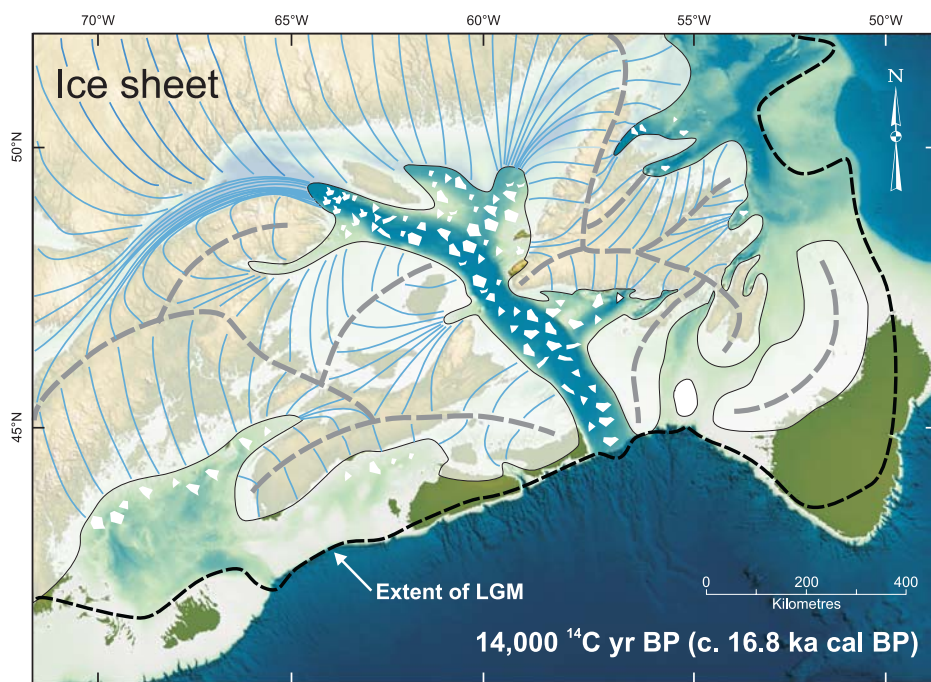 70°W 65°W 60°W 55°W 50°W
Ice sheet
N
50°N
45°N
Extent of LGM
0 200 400
Kilometres
14,000 ¹⁴C yr BP (c. 16.8 ka cal BP)